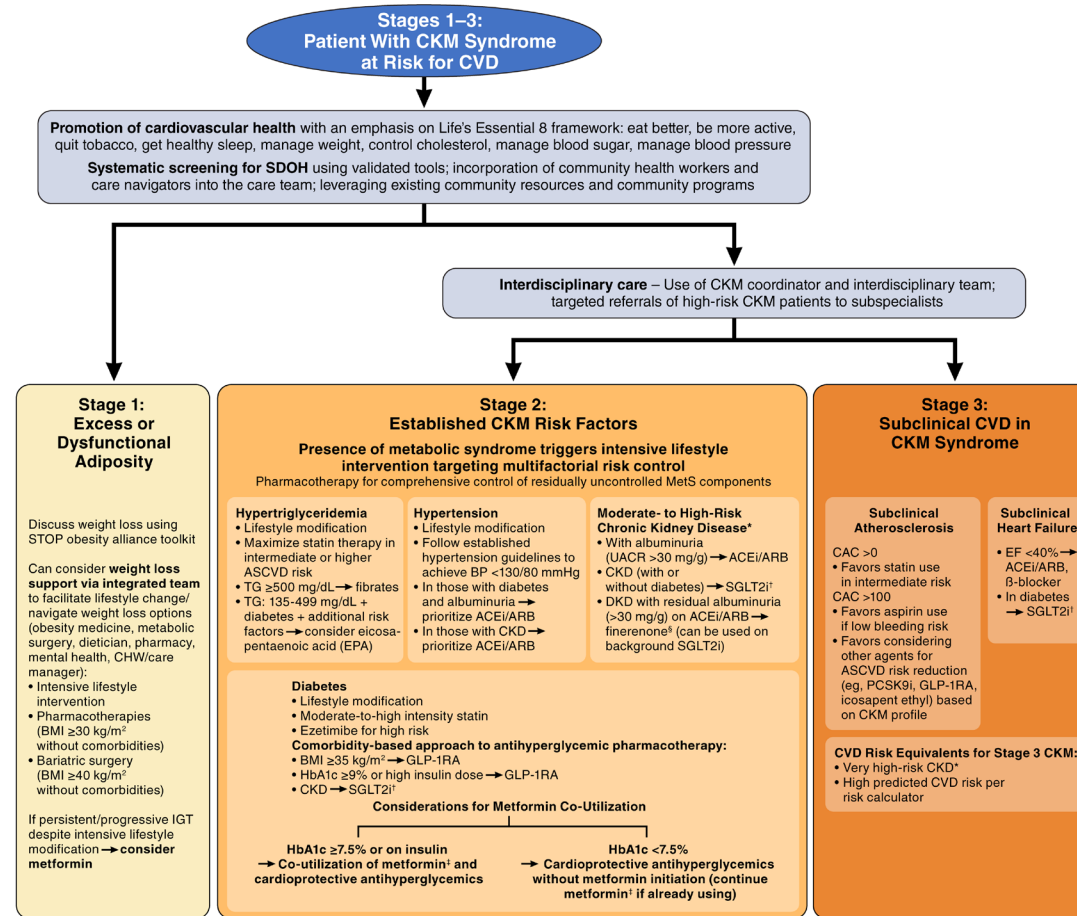 Stages 1–3:
Patient With CKM Syndrome
at Risk for CVD
Promotion of cardiovascular health with an emphasis on Life's Essential 8 framework: eat better, be more active,
quit tobacco, get healthy sleep, manage weight, control cholesterol, manage blood sugar, manage blood pressure
Systematic screening for SDOH using validated tools; incorporation of community health workers and
care navigators into the care team; leveraging existing community resources and community programs
Interdisciplinary care – Use of CKM coordinator and interdisciplinary team;
targeted referrals of high-risk CKM patients to subspecialists
Stage 1:
Excess or
Dysfunctional
Adiposity
Discuss weight loss using
STOP obesity alliance toolkit
Can consider weight loss
support via integrated team
to facilitate lifestyle change/
navigate weight loss options
(obesity medicine, metabolic
surgery, dietician, pharmacy,
mental health, CHW/care
manager):
• Intensive lifestyle
intervention
• Pharmacotherapies
(BMI ≥30 kg/m²
without comorbidities)
• Bariatric surgery
(BMI ≥40 kg/m²
without comorbidities)
If persistent/progressive IGT
despite intensive lifestyle
modification → consider
metformin
Stage 2:
Established CKM Risk Factors
Presence of metabolic syndrome triggers intensive lifestyle
intervention targeting multifactorial risk control
Pharmacotherapy for comprehensive control of residually uncontrolled MetS components
Hypertriglyceridemia
• Lifestyle modification
• Maximize statin therapy in
intermediate or higher
ASCVD risk
• TG ≥500 mg/dL → fibrates
• TG: 135-499 mg/dL +
diabetes + additional risk
factors → consider eicosa-
pentaenoic acid (EPA)
Hypertension
• Lifestyle modification
• Follow established
hypertension guidelines to
achieve BP <130/80 mmHg
• In those with diabetes
and albuminuria →
prioritize ACEi/ARB
• In those with CKD →
prioritize ACEi/ARB
Moderate- to High-Risk
Chronic Kidney Disease*
• With albuminuria
(UACR >30 mg/g) → ACEi/ARB
• CKD (with or
without diabetes) → SGLT2i†
• DKD with residual albuminuria
(>30 mg/g) on ACEi/ARB →
finerenone§ (can be used on
background SGLT2i)
Diabetes
• Lifestyle modification
• Moderate-to-high intensity statin
• Ezetimibe for high risk
Comorbidity-based approach to antihyperglycemic pharmacotherapy:
• BMI ≥35 kg/m² → GLP-1RA
• HbA1c ≥9% or high insulin dose → GLP-1RA
• CKD → SGLT2i†
Considerations for Metformin Co-Utilization
HbA1c ≥7.5% or on insulin
→ Co-utilization of metformin‡ and
cardioprotective antihyperglycemics
HbA1c <7.5%
→ Cardioprotective antihyperglycemics
without metformin initiation (continue
metformin† if already using)
Stage 3:
Subclinical CVD in
CKM Syndrome
Subclinical
Atherosclerosis
CAC >0
• Favors statin use
in intermediate risk
CAC >100
• Favors aspirin use
if low bleeding risk
• Favors considering
other agents for
ASCVD risk reduction
(eg, PCSK9i, GLP-1RA,
icosapent ethyl) based
on CKM profile
Subclinical
Heart Failure
• EF <40% →
ACEi/ARB,
ß-blocker
• In diabetes
→ SGLT2i†
CVD Risk Equivalents for Stage 3 CKM:
• Very high-risk CKD*
• High predicted CVD risk per
risk calculator